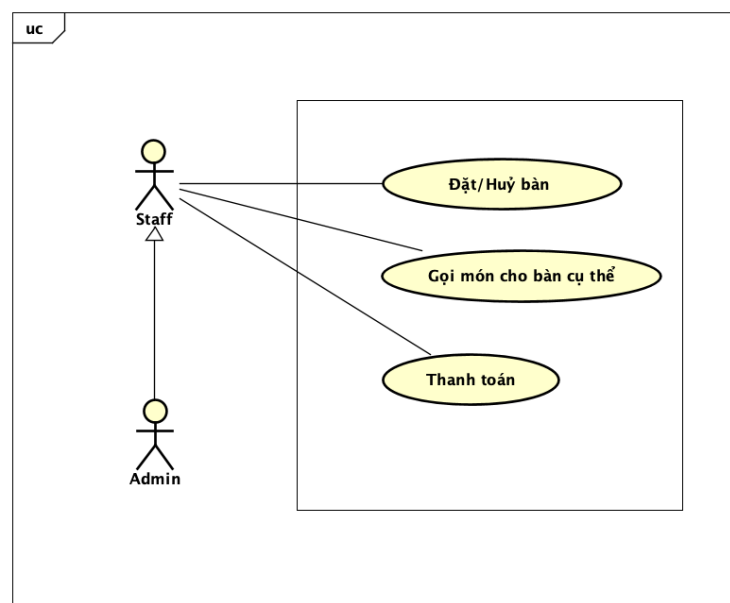 uc
Đặt/Huỷ bàn
Staff
Gọi món cho bàn cụ thể
Thanh toán
Admin